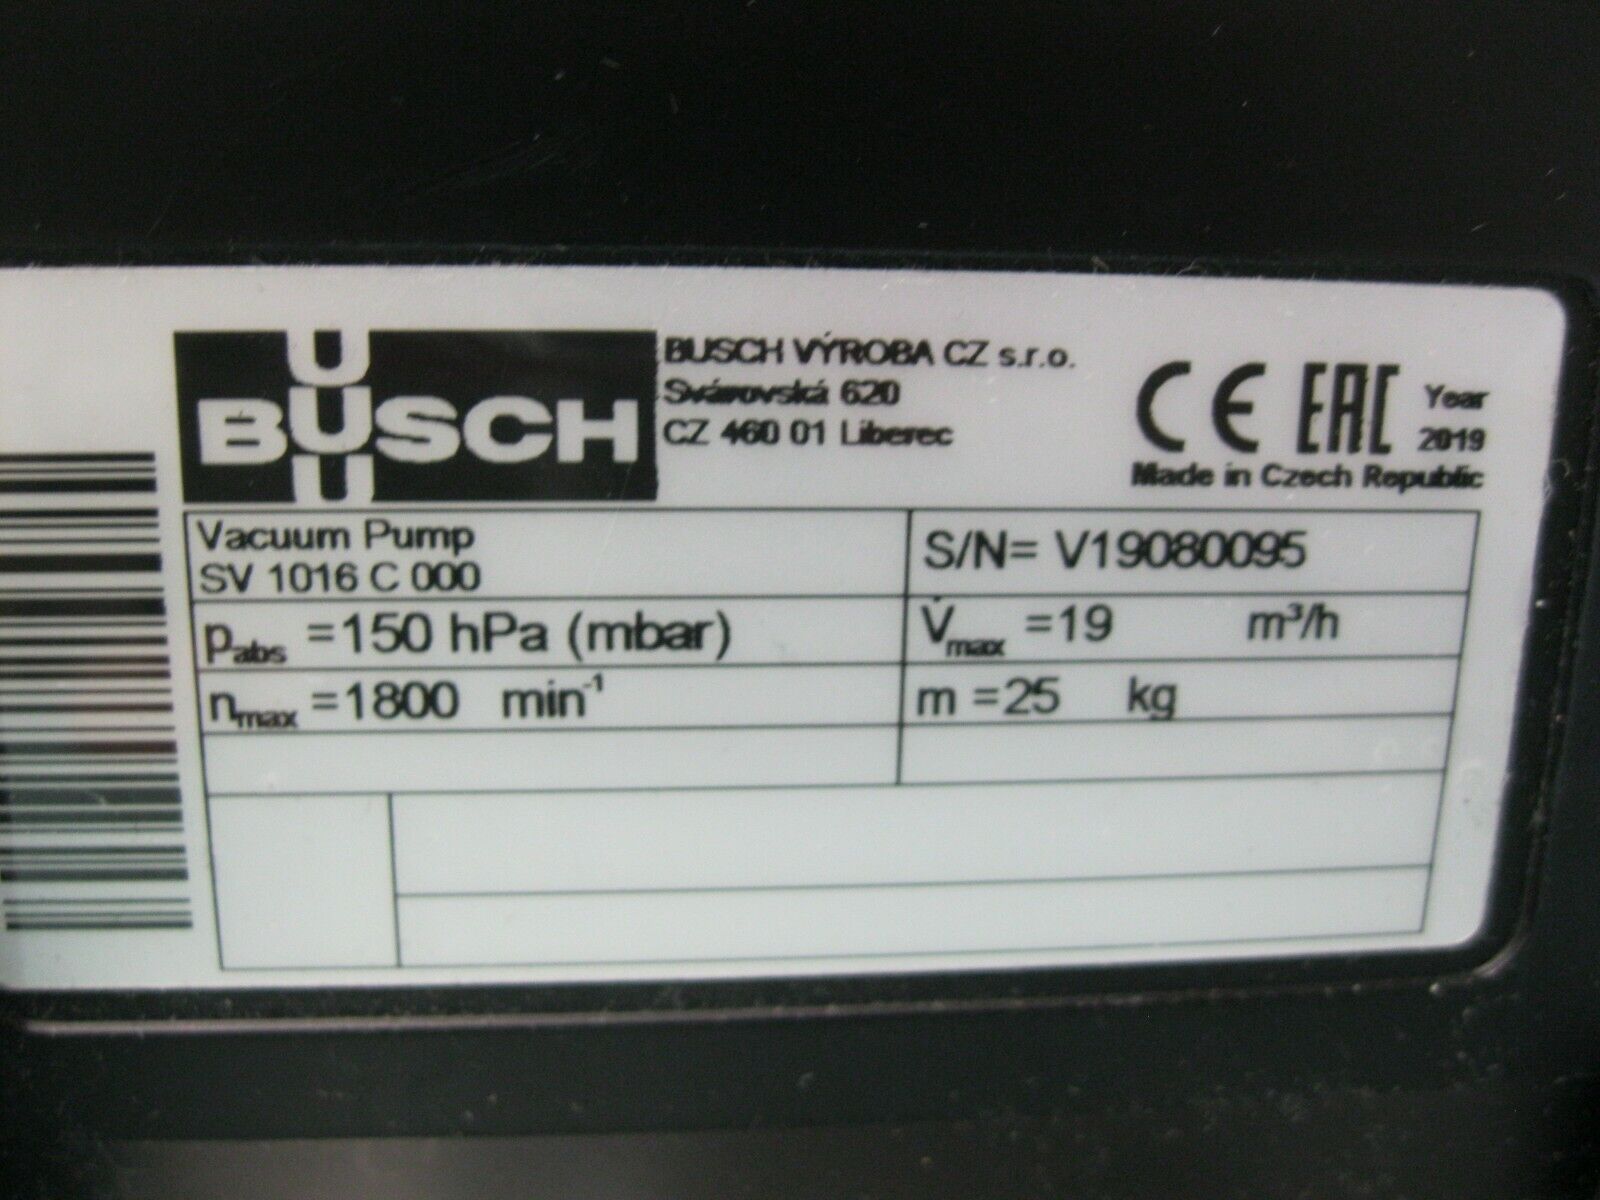 BUSCH
BUSCH VÝROBA CZ s.r.o.
Svárovská 620
CZ 460 01 Liberec
CE EAC Year
2019
Made in Czech Republic
Vacuum Pump
SV 1016 C 000
S/N= V19080095
pabs =150 hPa (mbar)
V̇max =19 m³/h
nmax =1800 min⁻¹
m =25 kg